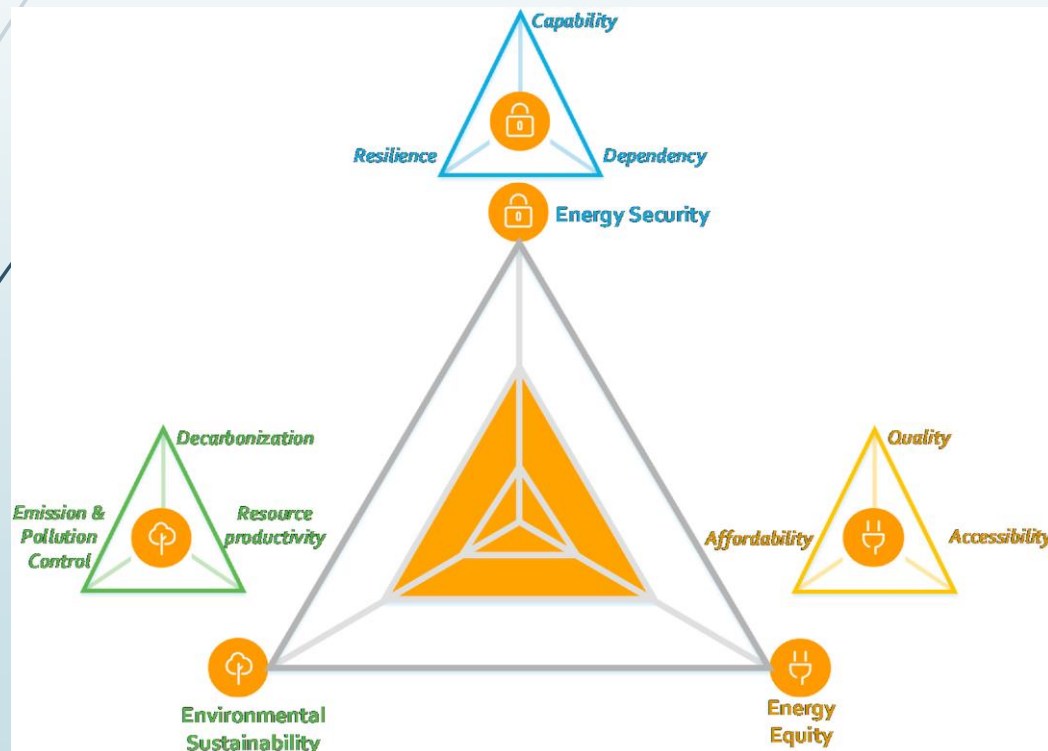 Capability
Resilience
Dependency
Energy Security
Decarbonization
Emission &
Pollution
Control
Resource
productivity
Quality
Affordability
Accessibility
Environmental
Sustainability
Energy
Equity